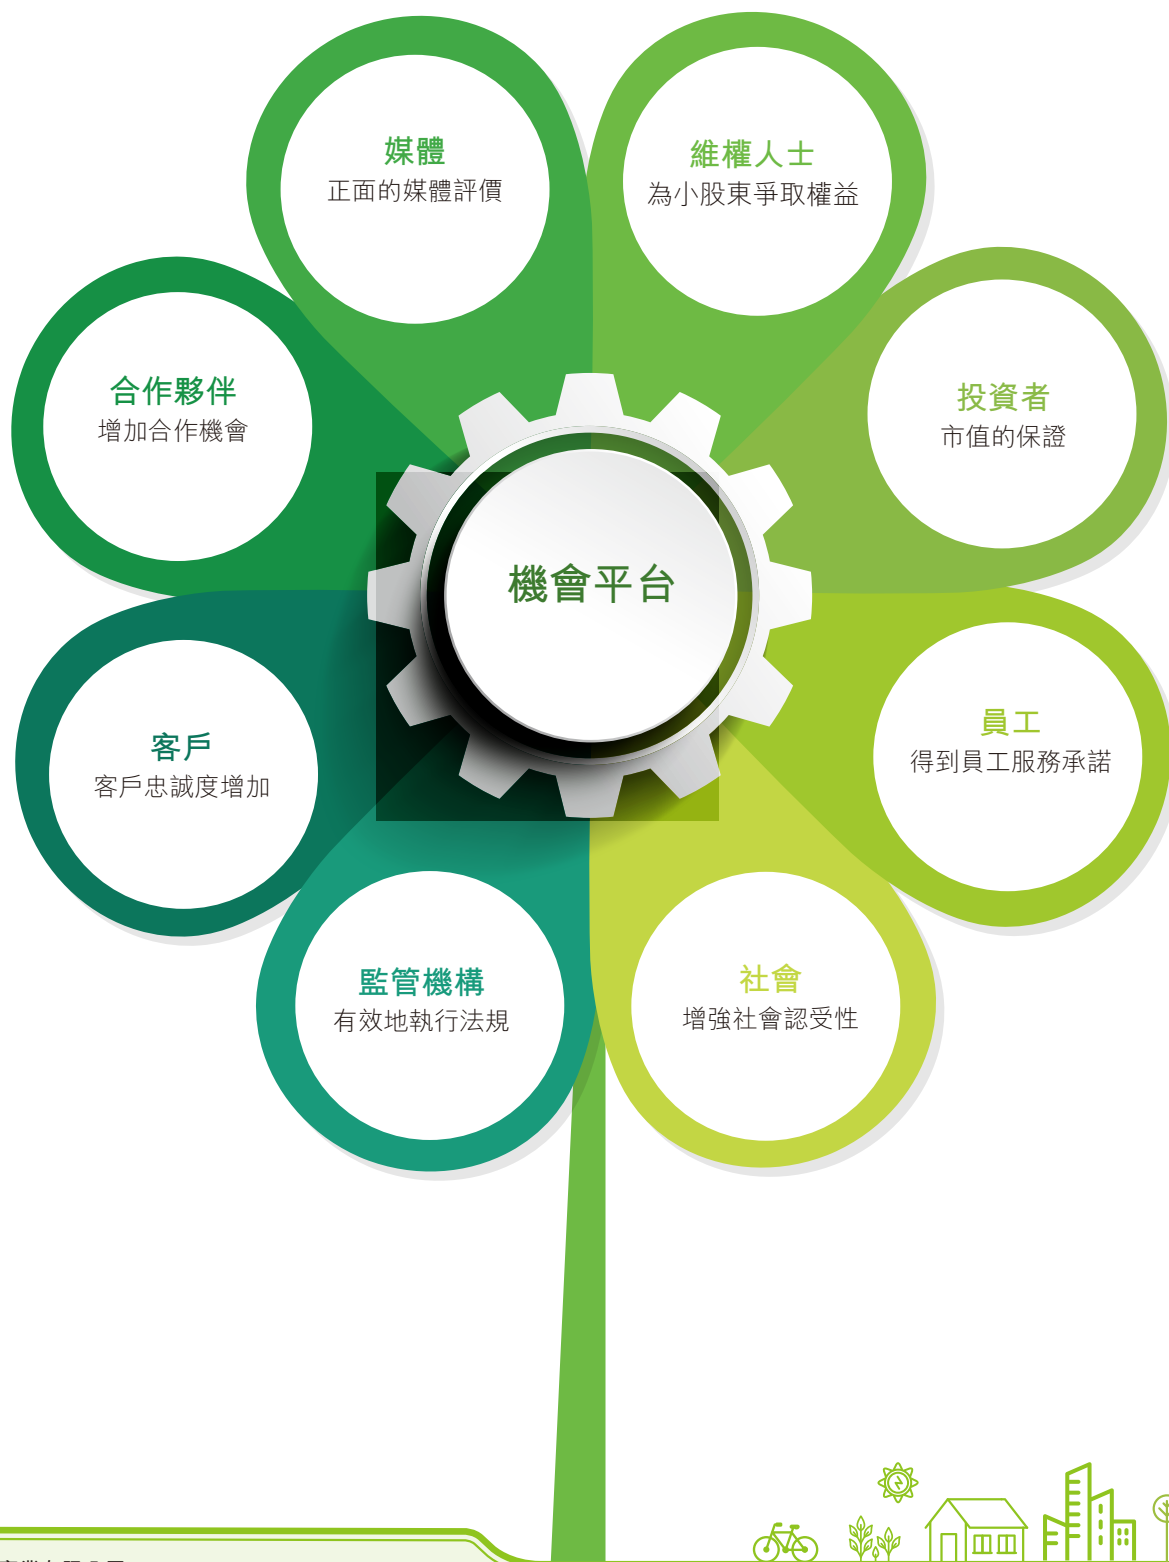 媒體
正面的媒體評價
維權人士
為小股東爭取權益
合作夥伴
增加合作機會
投資者
市值的保證
機會平台
客戶
客戶忠誠度增加
員工
得到員工服務承諾
監管機構
有效地執行法規
社會
增強社會認受性